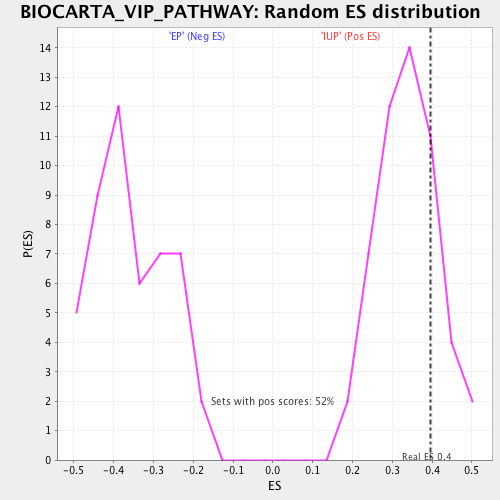 BIOCARTA_VIP_PATHWAY: Random ES distribution
'EP' (Neg ES) 'IUP' (Pos ES)
14
13
12
11
10
9
8
7
6
5
4
3
2
1
0
P(ES)
Sets with pos scores: 52%
Real ES 0.4
-0.5 -0.4 -0.3 -0.2 -0.1 0.0 0.1 0.2 0.3 0.4 0.5
ES